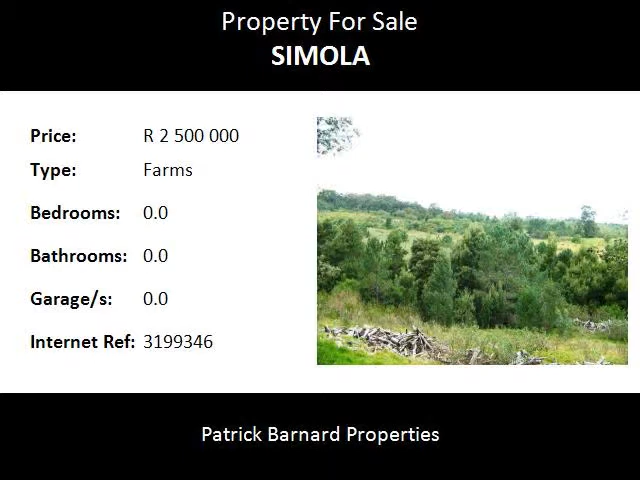 Property For Sale
SIMOLA
Price: R 2 500 000
Type: Farms
Bedrooms: 0.0
Bathrooms: 0.0
Garage/s: 0.0
Internet Ref: 3199346
Patrick Barnard Properties